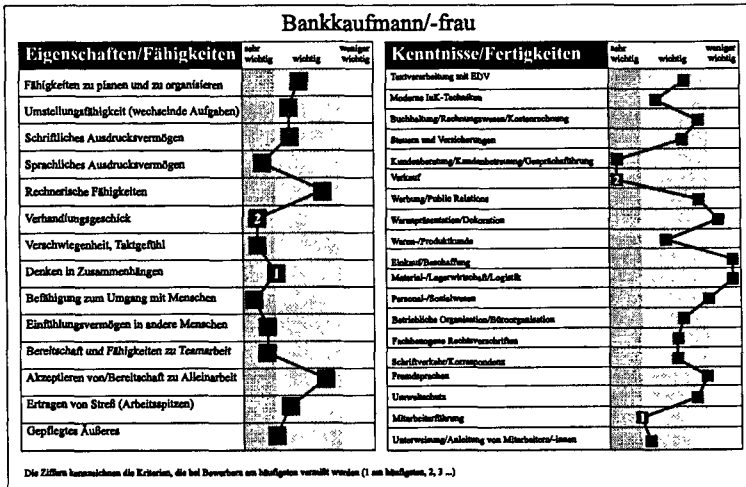 Bankkaufmann/-frau
Eigenschaften/Fähigkeiten
sehr wichtig
wichtig
weniger wichtig
Fähigkeiten zu planen und zu organisieren
Umstellungsfähigkeit (wechselnde Aufgaben)
Schriftliches Ausdrucksvermögen
Sprachliches Ausdrucksvermögen
Rechnerische Fähigkeiten
Verhandlungsgeschick
2
Verschwiegenheit, Taktgefühl
Denken in Zusammenhängen
1
Befähigung zum Umgang mit Menschen
Einfühlungsvermögen in andere Menschen
Bereitschaft und Fähigkeiten zu Teamarbeit
Akzeptieren von/Bereitschaft zu Alleinarbeit
Ertragen von Streß (Arbeitsspitzen)
Gepflegtes Äußeres
Kenntnisse/Fertigkeiten
sehr wichtig
wichtig
weniger wichtig
Textverarbeitung mit EDV
Moderne IuK-Techniken
Buchhaltung/Rechnungswesen/Kostenrechnung
Steuern und Versicherungen
Kundenberatung/Kundenbetreuung/Gesprächsführung
Verkauf
2
Werbung/Public Relations
Warenpräsentation/Dekoration
Waren-/Produktkunde
Einkauf/Beschaffung
Material-/Lagerwirtschaft/Logistik
Personal-/Sozialwesen
Betriebliche Organisation/Büroorganisation
Fachbezogene Rechtsvorschriften
Schriftverkehr/Korrespondenz
Fremdsprachen
Umweltschutz
Mitarbeiterführung
1
Unterweisung/Anleitung von Mitarbeitern/-innen
Die Ziffern kennzeichnen die Kriterien, die bei Bewerbern am häufigsten vermißt wurden (1 am häufigsten, 2, 3 ...)